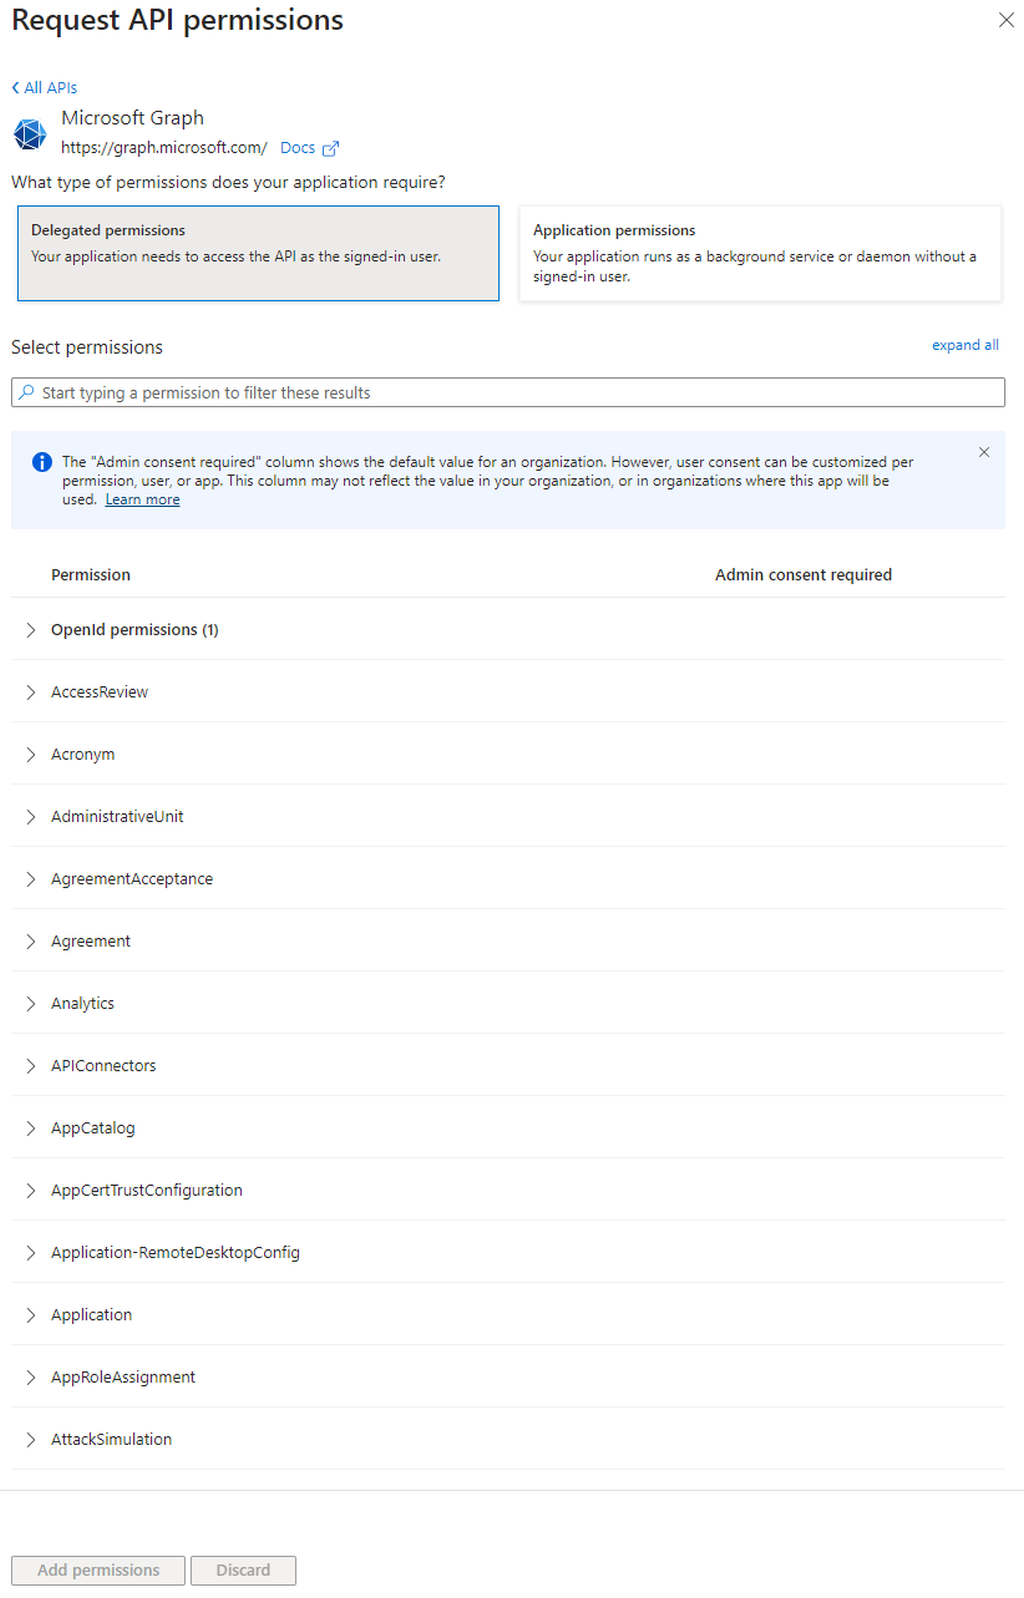 Request API permissions
All APIs
Microsoft Graph
https://graph.microsoft.com/ Docs
What type of permissions does your application require?
Delegated permissions
Your application needs to access the API as the signed-in user.
Application permissions
Your application runs as a background service or daemon without a
signed-in user.
Select permissions
expand all
Start typing a permission to filter these results
The "Admin consent required" column shows the default value for an organization. However, user consent can be customized per
permission, user, or app. This column may not reflect the value in your organization, or in organizations where this app will be
used. Learn more
Permission Admin consent required
OpenId permissions (1)
AccessReview
Acronym
AdministrativeUnit
AgreementAcceptance
Agreement
Analytics
APIConnectors
AppCatalog
AppCertTrustConfiguration
Application-RemoteDesktopConfig
Application
AppRoleAssignment
AttackSimulation
Add permissions Discard